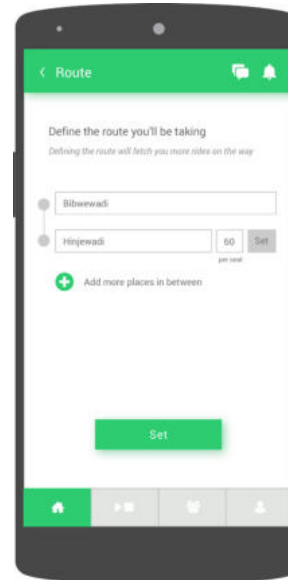 Route
Define the route you'll be taking
Defining the route will fetch you more rides on the way
Bibwewadi
Hinjewadi 60 Set
per seat
Add more places in between
Set